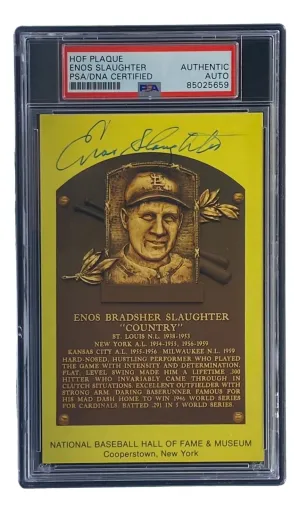 HOF PLAQUE
ENOS SLAUGHTER
PSA/DNA CERTIFIED
AUTHENTIC
AUTO
85025659
PSA
Enos Slaughter
StL
ENOS BRADSHER SLAUGHTER
"COUNTRY"
ST. LOUIS N.L. 1938-1953
NEW YORK A.L. 1954-1955, 1956-1959
KANSAS CITY A.L. 1955-1956 MILWAUKEE N.L. 1959
HARD-NOSED, HUSTLING PERFORMER WHO PLAYED
THE GAME WITH INTENSITY AND DETERMINATION.
FLAT, LEVEL SWING MADE HIM A LIFETIME .300
HITTER WHO INVARIABLY CAME THROUGH IN
CLUTCH SITUATIONS. EXCELLENT OUTFIELDER WITH
STRONG ARM. DARING BASERUNNER FAMOUS FOR
HIS MAD DASH HOME TO WIN 1946 WORLD SERIES
FOR CARDINALS. BATTED .291 IN 5 WORLD SERIES.
NATIONAL BASEBALL HALL OF FAME & MUSEUM
Cooperstown, New York